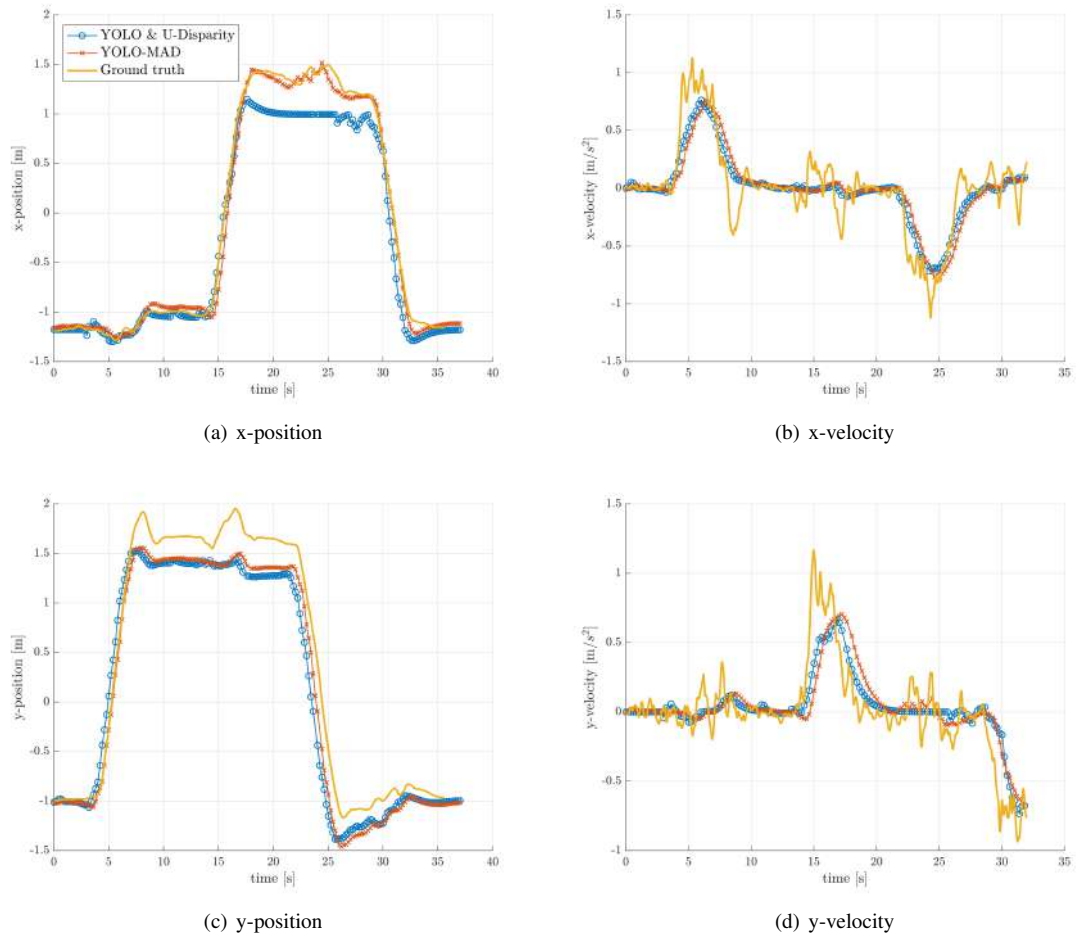 2
1.5
1
0.5
0
-0.5
-1
-1.5
x-position [m]
YOLO & U-Disparity
YOLO-MAD
Ground truth
0 5 10 15 20 25 30 35 40
time [s]
(a) x-position
1.5
1
0.5
0
-0.5
-1
-1.5
x-velocity [m/s²]
0 5 10 15 20 25 30 35
time [s]
(b) x-velocity
2
1.5
1
0.5
0
-0.5
-1
-1.5
y-position [m]
0 5 10 15 20 25 30 35 40
time [s]
(c) y-position
1.5
1
0.5
0
-0.5
-1
y-velocity [m/s²]
0 5 10 15 20 25 30 35
time [s]
(d) y-velocity